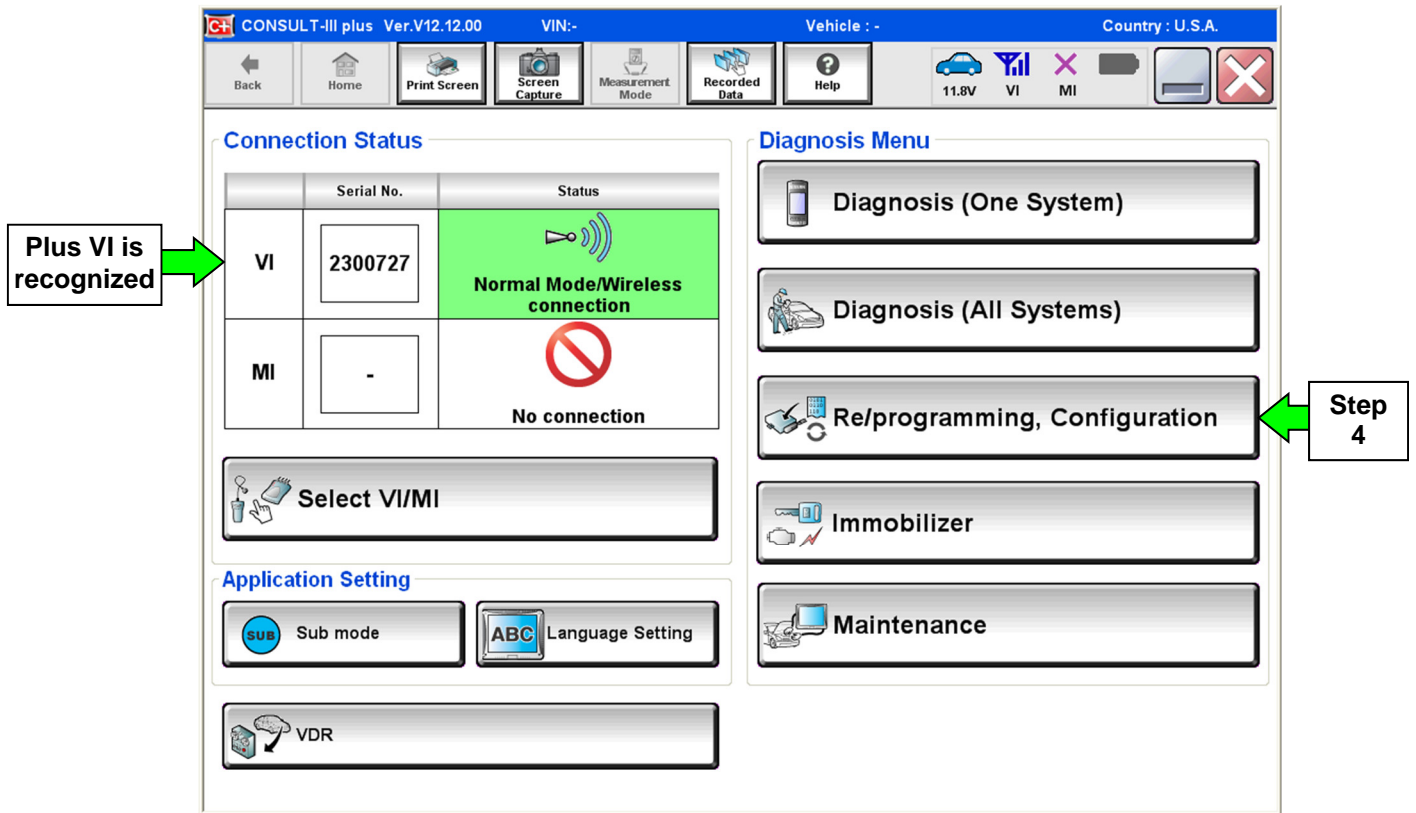 C+ CONSULT-III plus Ver.V12.12.00 VIN:- Vehicle : - Country : U.S.A.
Back
Home
Print Screen
Screen
Capture
Measurement
Mode
Recorded
Data
Help
11.8V
VI
MI
Connection Status
Serial No.
Status
VI
2300727
Normal Mode/Wireless
connection
MI
-
No connection
Select VI/MI
Application Setting
SUB
Sub mode
ABC
Language Setting
VDR
Diagnosis Menu
Diagnosis (One System)
Diagnosis (All Systems)
Re/programming, Configuration
Immobilizer
Maintenance
Plus VI is
recognized
Step
4